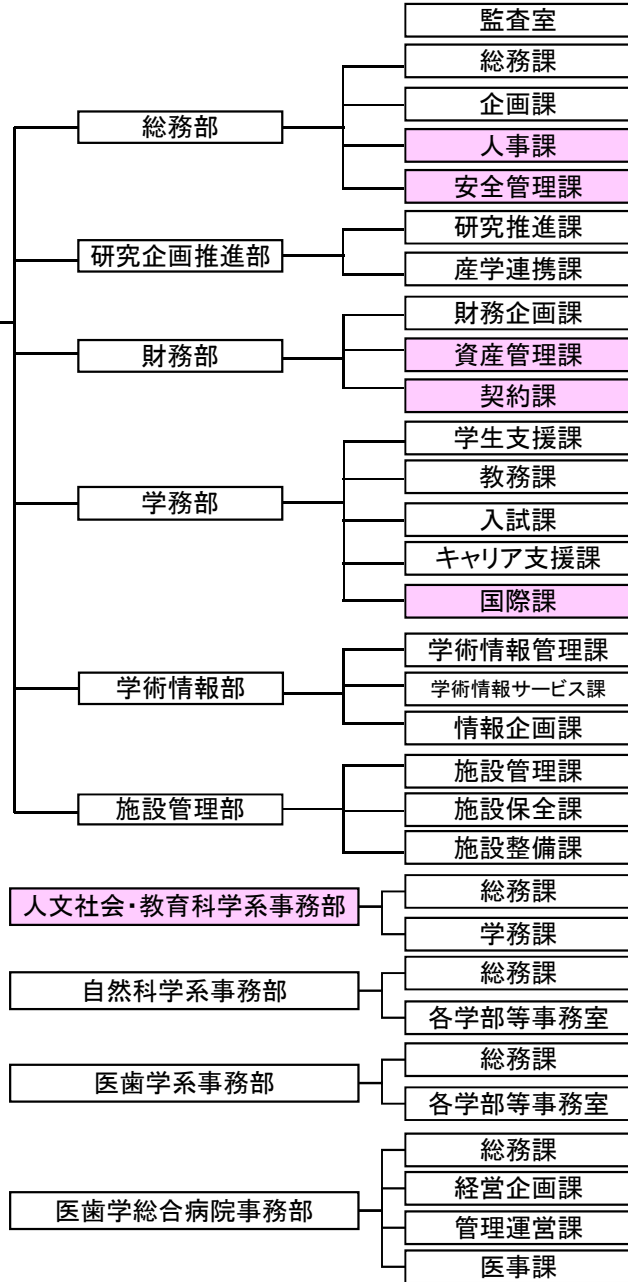 監査室
総務部
総務課
企画課
人事課
安全管理課
研究企画推進部
研究推進課
産学連携課
財務部
財務企画課
資産管理課
契約課
学務部
学生支援課
教務課
入試課
キャリア支援課
国際課
学術情報部
学術情報管理課
学術情報サービス課
情報企画課
施設管理部
施設管理課
施設保全課
施設整備課
人文社会・教育科学系事務部
総務課
学務課
自然科学系事務部
総務課
各学部等事務室
医歯学系事務部
総務課
各学部等事務室
医歯学総合病院事務部
総務課
経営企画課
管理運営課
医事課